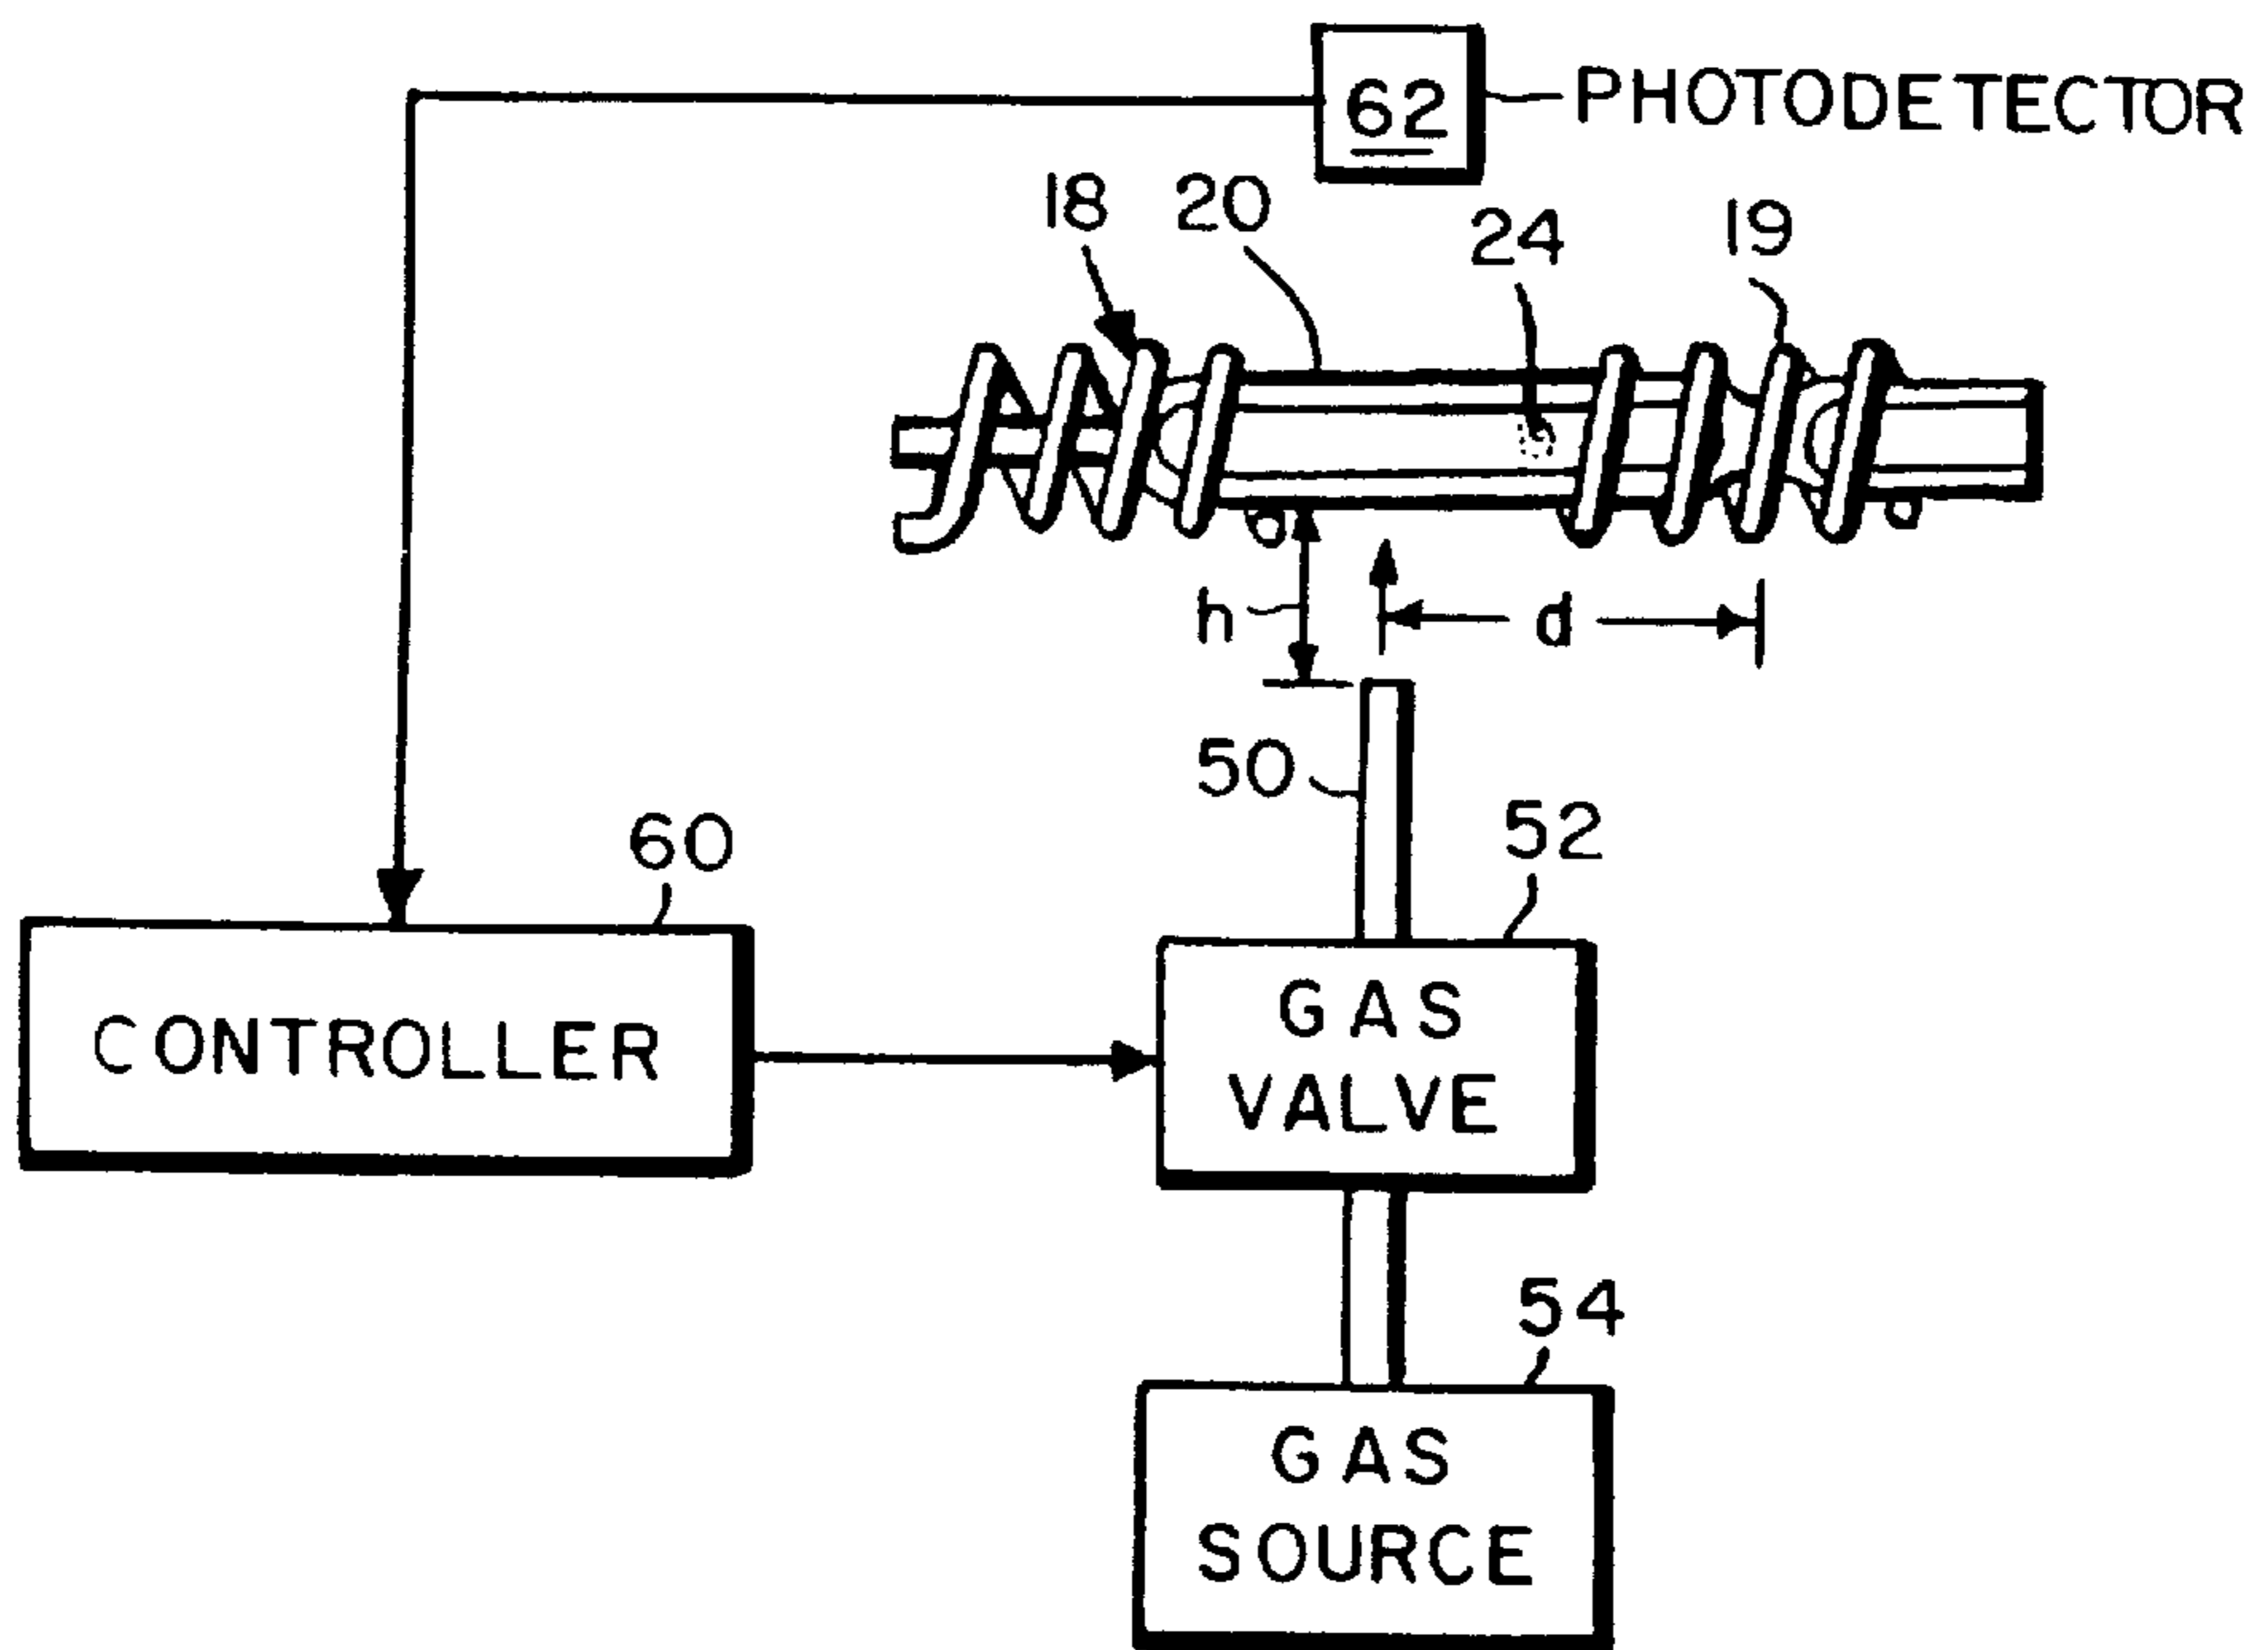 62
PHOTODETECTOR
18
20
24
19
h
d
50
52
60
CONTROLLER
GAS
VALVE
54
GAS
SOURCE